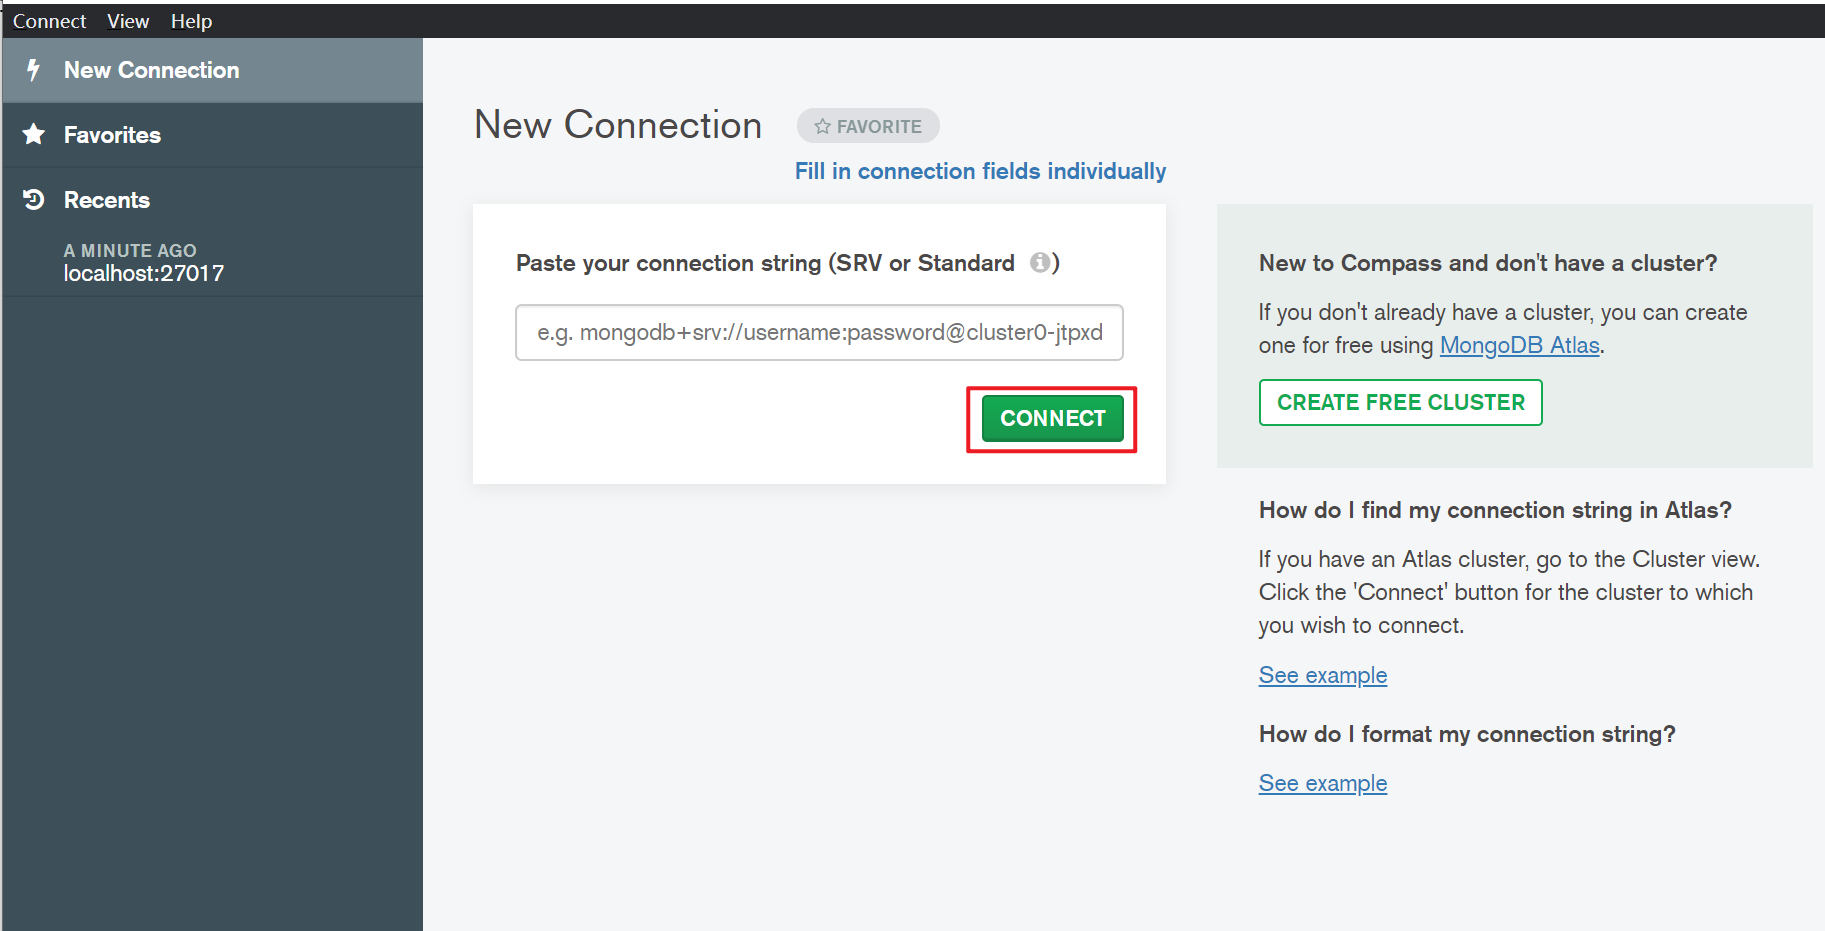 Connect View Help
New Connection
Favorites
Recents
A MINUTE AGO
localhost:27017
New Connection
FAVORITE
Fill in connection fields individually
Paste your connection string (SRV or Standard )
e.g. mongodb+srv://username:password@cluster0-jtpxd
CONNECT
New to Compass and don't have a cluster?
If you don't already have a cluster, you can create
one for free using MongoDB Atlas.
CREATE FREE CLUSTER
How do I find my connection string in Atlas?
If you have an Atlas cluster, go to the Cluster view.
Click the 'Connect' button for the cluster to which
you wish to connect.
See example
How do I format my connection string?
See example